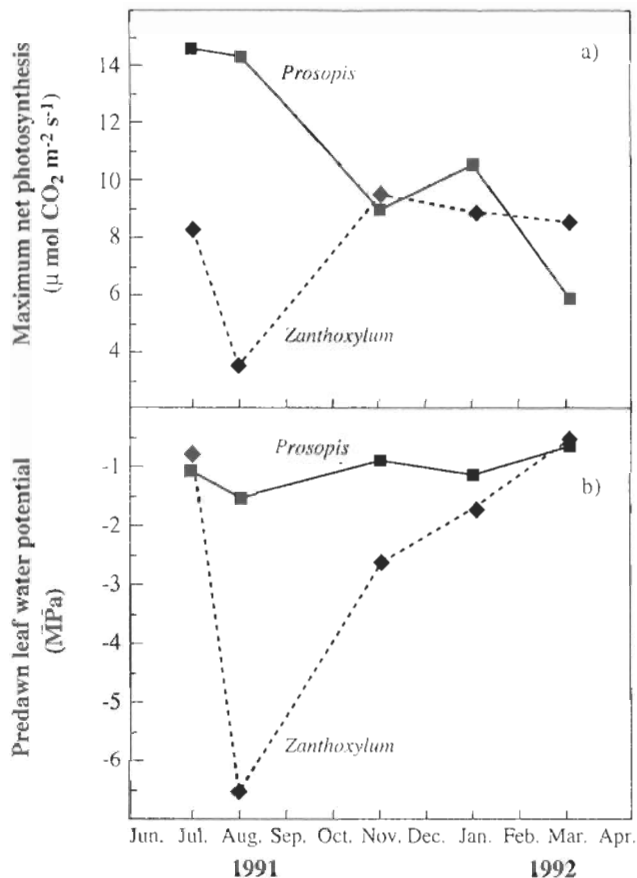 Maximum net photosynthesis
(μ mol CO₂ m⁻² s⁻¹)
14
12
10
8
6
4
a)
Prosopis
Zanthoxylum
Predawn leaf water potential
(MPa)
-1
-2
-3
-4
-5
-6
Prosopis
b)
Zanthoxylum
Jun. Jul. Aug. Sep. Oct. Nov. Dec. Jan. Feb. Mar. Apr.
1991 1992